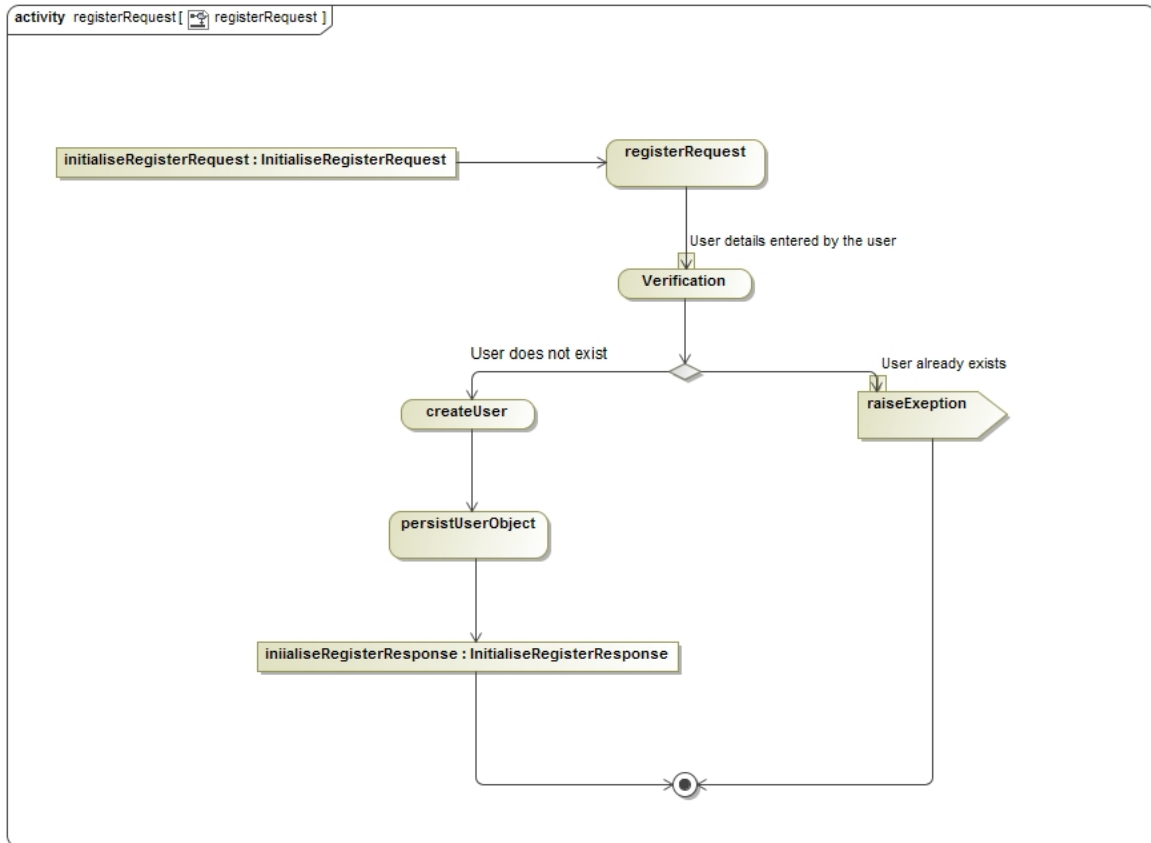 activity registerRequest [ registerRequest ]
initialiseRegisterRequest : InitialiseRegisterRequest
registerRequest
User details entered by the user
Verification
User does not exist
User already exists
createUser
raiseExeption
persistUserObject
iniialiseRegisterResponse : InitialiseRegisterResponse